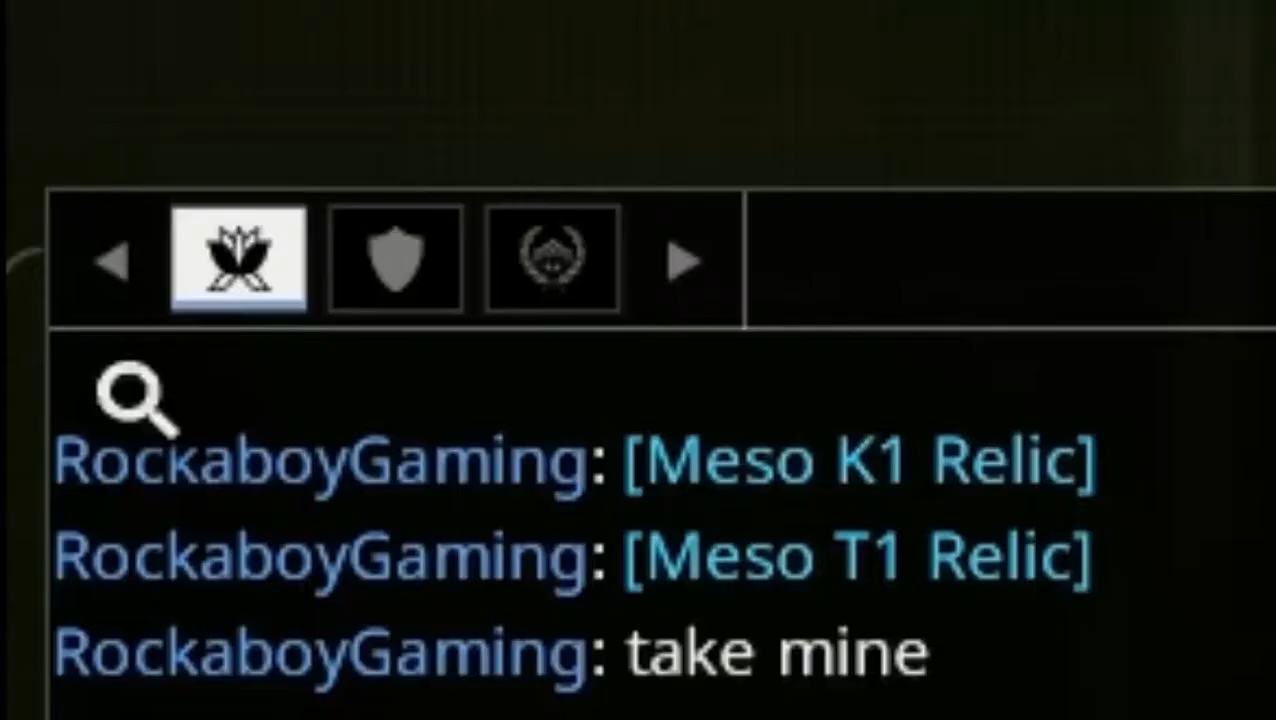 RockaboyGaming: [Meso K1 Relic]
RockaboyGaming: [Meso T1 Relic]
RockaboyGaming: take mine